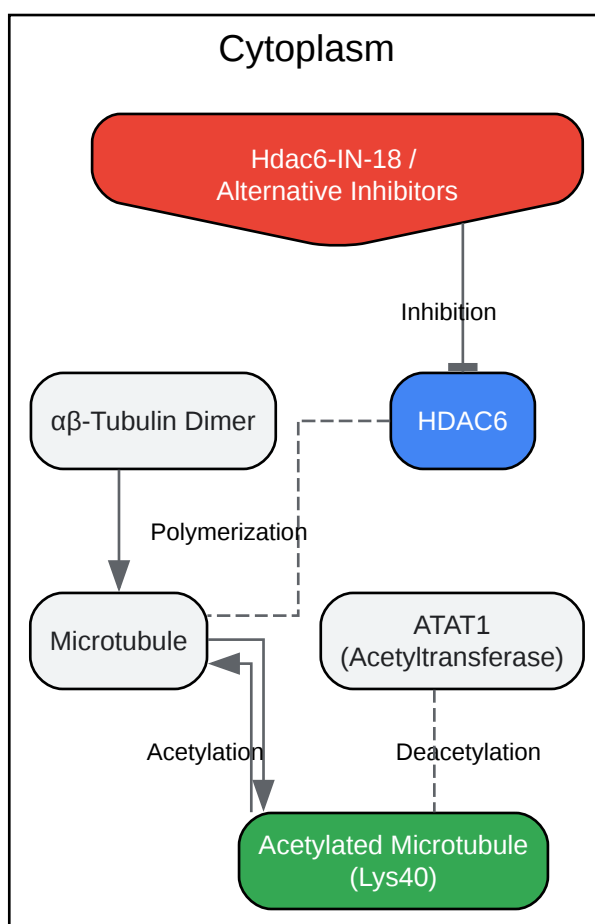 Cytoplasm
Hdac6-IN-18 /
Alternative Inhibitors
Inhibition
αβ-Tubulin Dimer
HDAC6
Polymerization
Microtubule
ATAT1
(Acetyltransferase)
Acetylation
Deacetylation
Acetylated Microtubule
(Lys40)